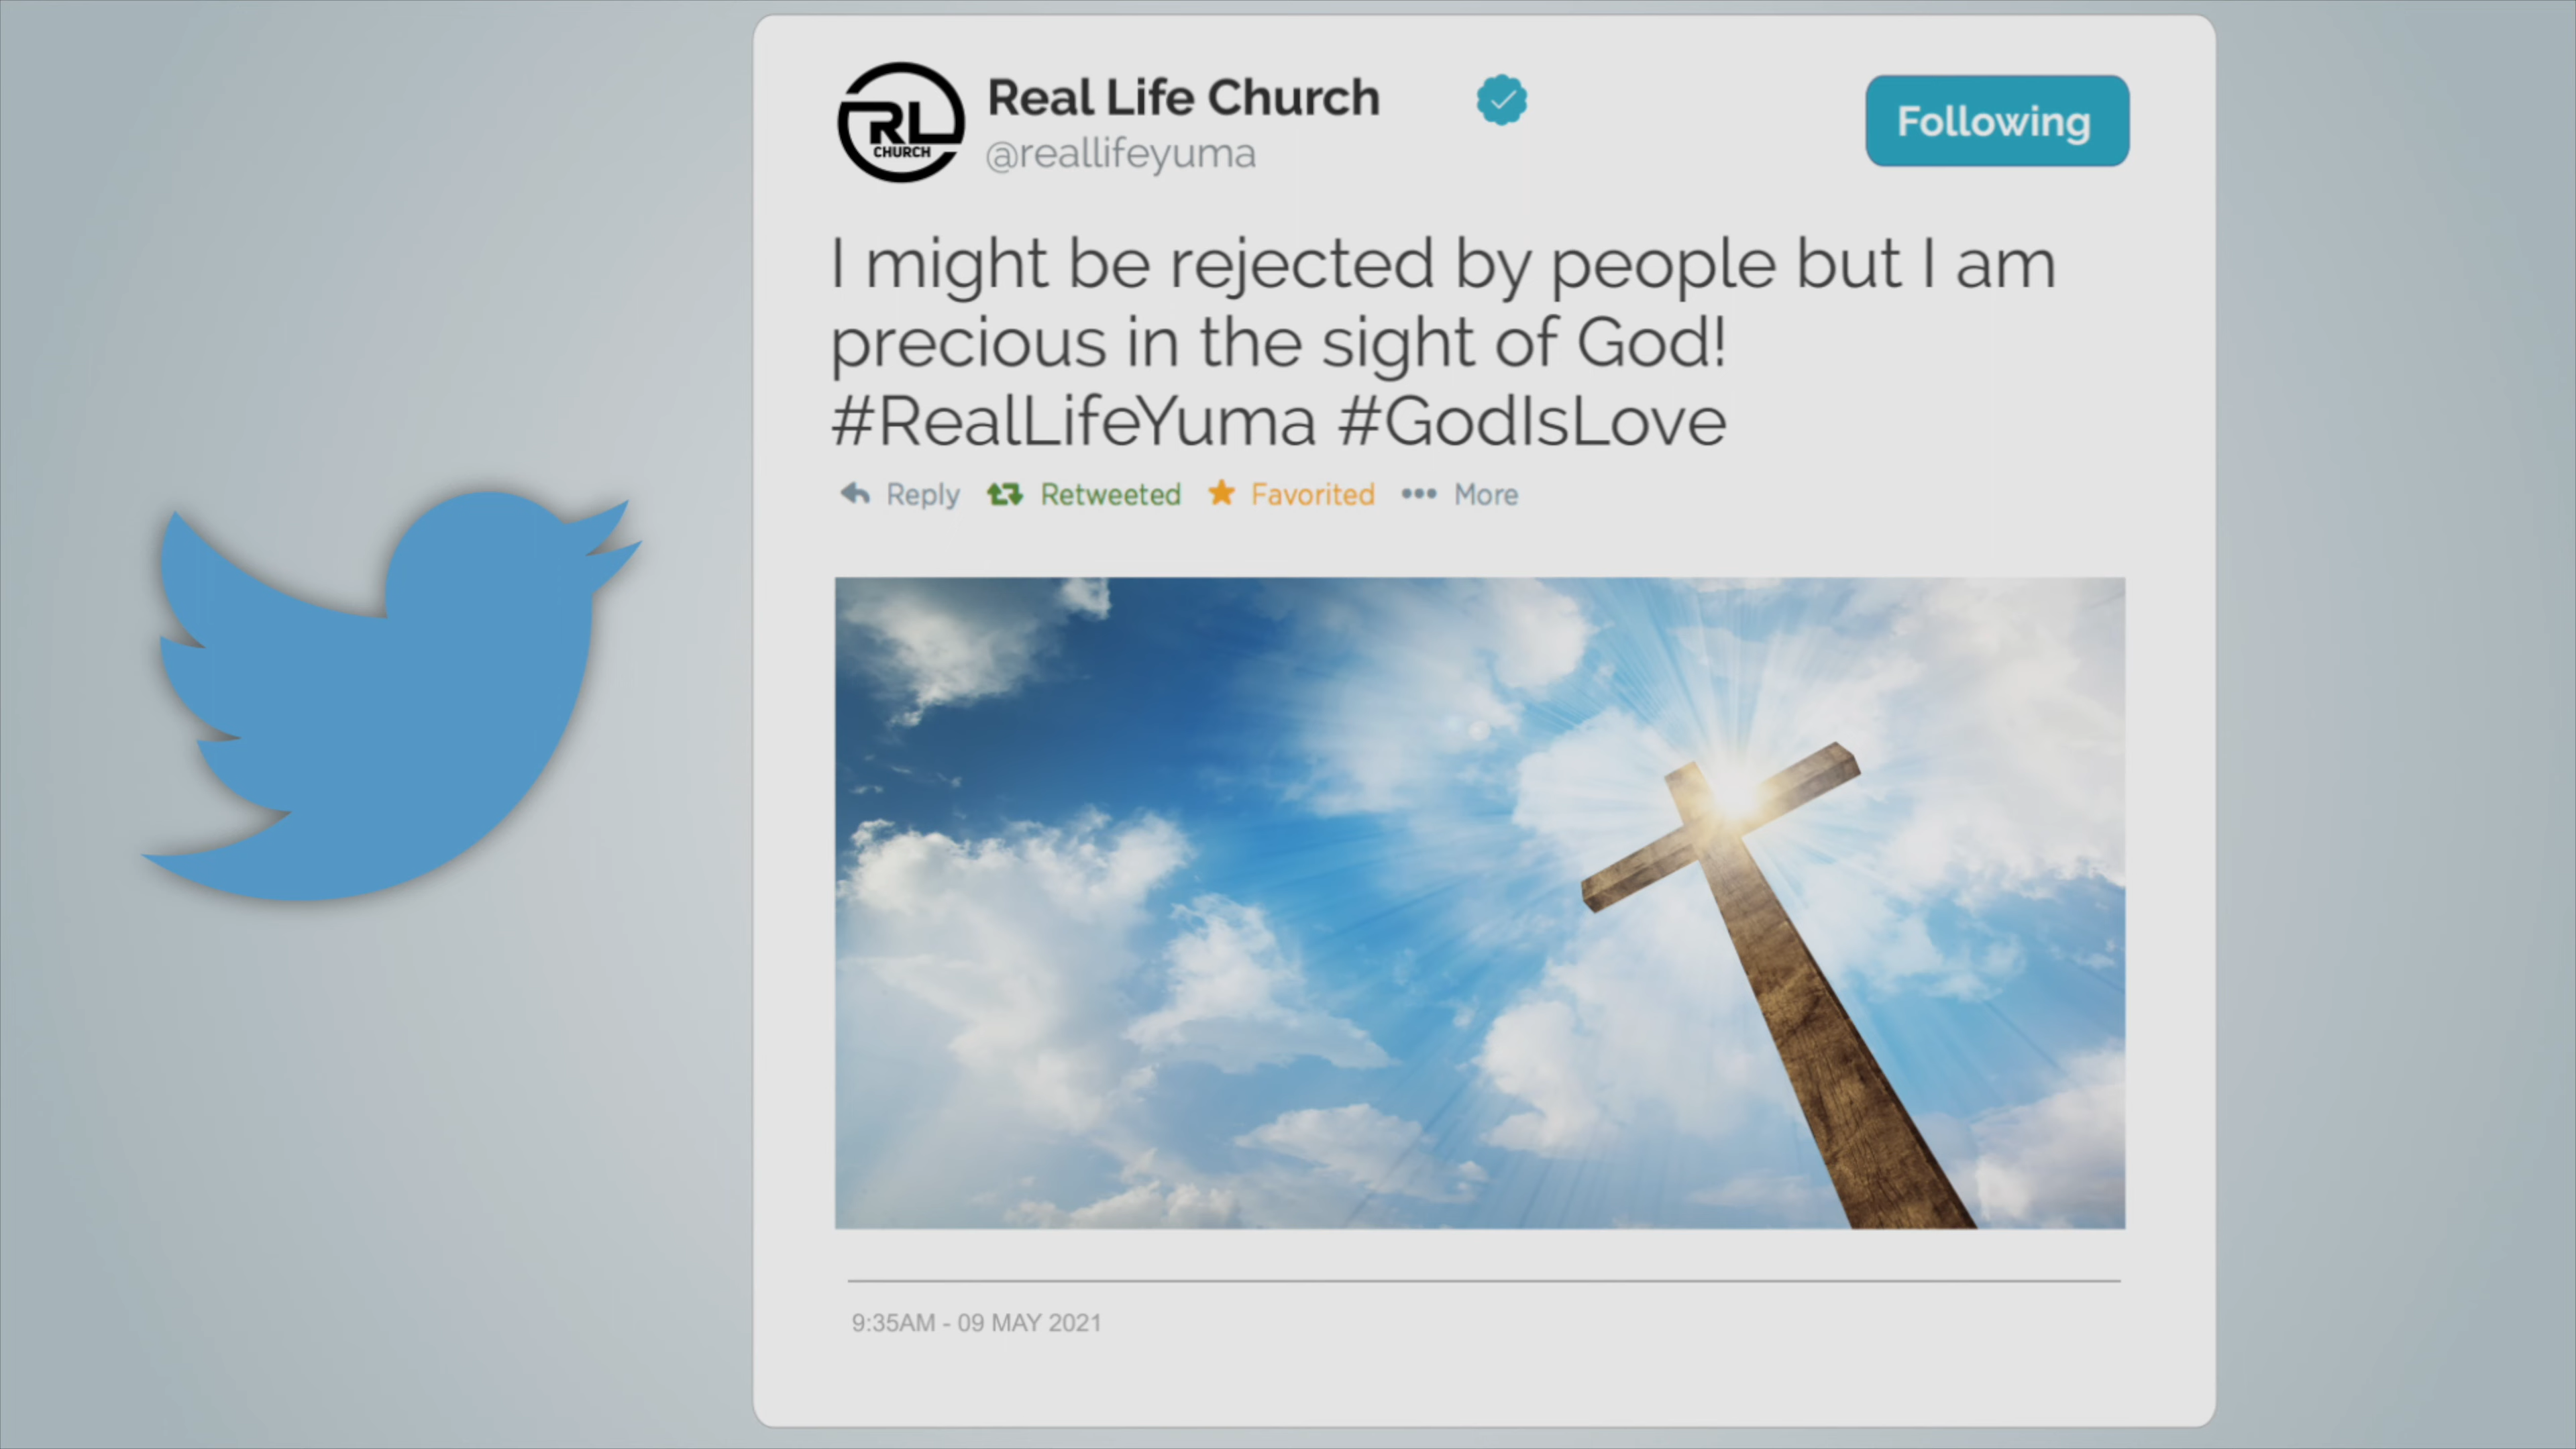 RL
CHURCH
Real Life Church
@reallifeyuma
Following
I might be rejected by people but I am
precious in the sight of God!
#RealLifeYuma #GodIsLove
Reply Retweeted Favorited More
9:35AM - 09 MAY 2021